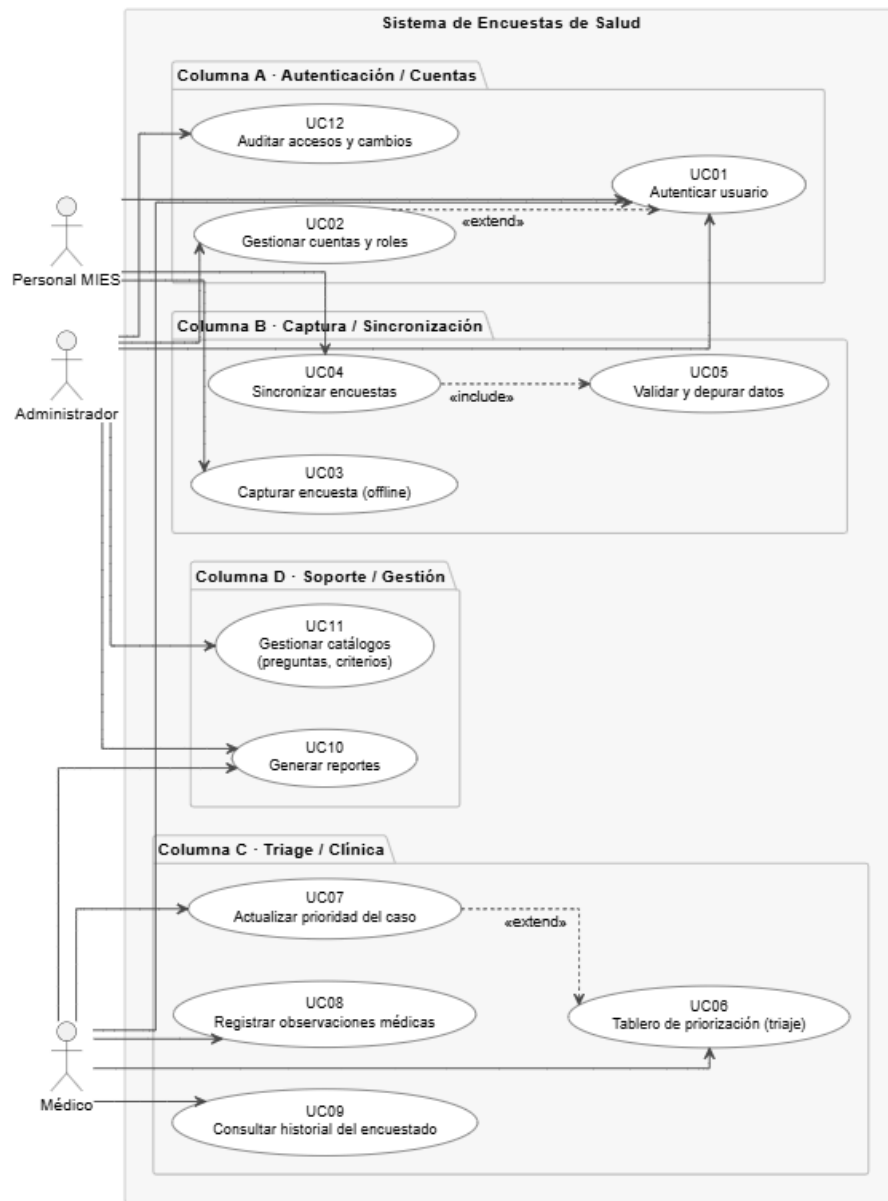 Sistema de Encuestas de Salud
Columna A · Autenticación / Cuentas
UC12
Auditar accesos y cambios
UC01
Autenticar usuario
UC02
Gestionar cuentas y roles
«extend»
Personal MIES
Columna B · Captura / Sincronización
UC04
Sincronizar encuestas
«include»
UC05
Validar y depurar datos
Administrador
UC03
Capturar encuesta (offline)
Columna D · Soporte / Gestión
UC11
Gestionar catálogos
(preguntas, criterios)
UC10
Generar reportes
Columna C · Triage / Clínica
UC07
Actualizar prioridad del caso
«extend»
UC08
Registrar observaciones médicas
UC06
Tablero de priorización (triaje)
Médico
UC09
Consultar historial del encuestado